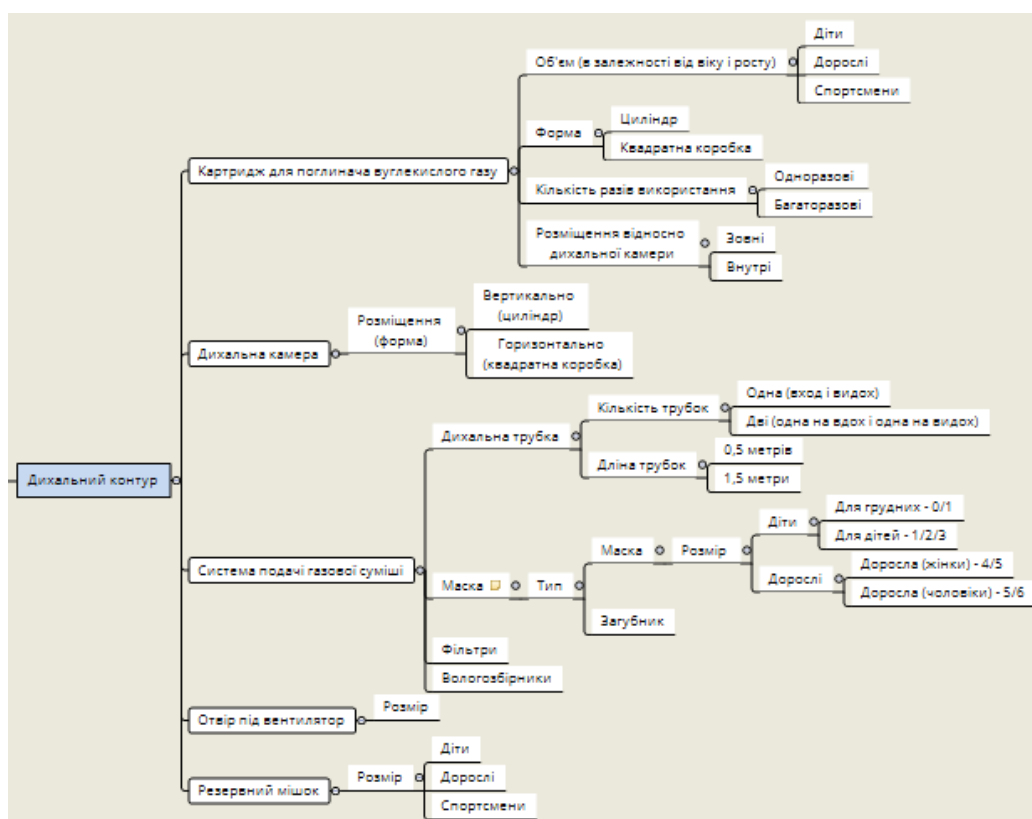 Діти
Об'єм (в залежності від віку і росту)
Дорослі
Спортсмени
Форма
Циліндр
Квадратна коробка
Картридж для поглинача вуглекислого газу
Кількість разів використання
Одноразові
Багаторазові
Розміщення відносно
дихальної камери
Зовні
Внутрі
Дихальна камера
Розміщення
(форма)
Вертикально
(циліндр)
Горизонтально
(квадратна коробка)
Дихальний контур
Система подачі газової суміші
Дихальна трубка
Кількість трубок
Одна (вход і видох)
Дві (одна на вдох і одна на видох)
Дліна трубок
0,5 метрів
1,5 метри
Маска
Тип
Маска
Розмір
Діти
Для грудних - 0/1
Для дітей - 1/2/3
Дорослі
Доросла (жінки) - 4/5
Доросла (чоловіки) - 5/6
Загубник
Фільтри
Вологозбірники
Отвір під вентилятор
Розмір
Резервний мішок
Розмір
Діти
Дорослі
Спортсмени